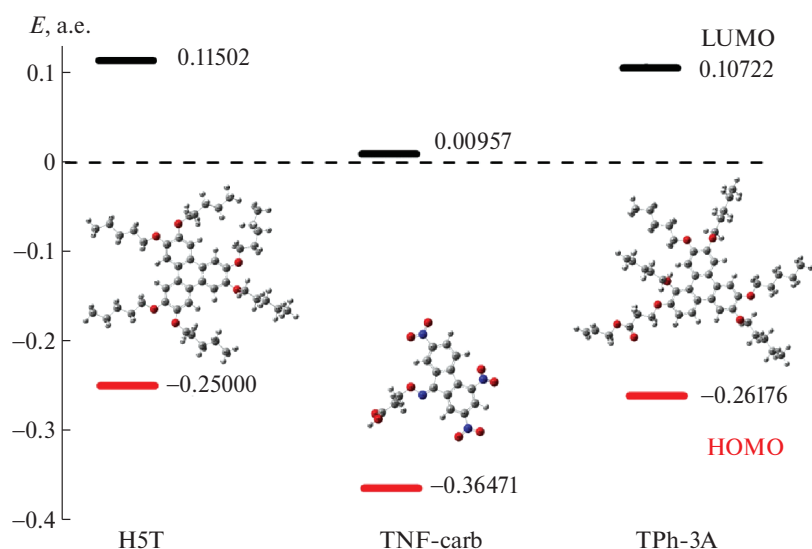 E, a.e.
LUMO
0.1
0.11502
0.10722
0.00957
0
−0.1
−0.2
−0.25000
−0.26176
−0.3
HOMO
−0.36471
−0.4
H5T
TNF-carb
TPh-3A